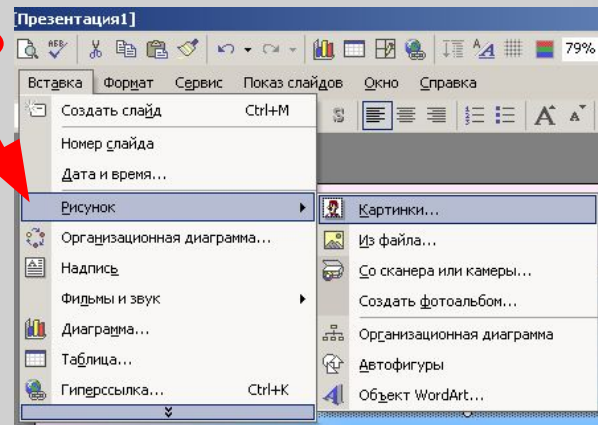 [Презентация1]
ABC
79%
Вставка Формат Сервис Показ слайдов Окно Справка
Создать слайд Ctrl+M
Номер слайда
Дата и время...
Рисунок
Организационная диаграмма...
Надпись
Фильмы и звук
Диаграмма...
Таблица...
Гиперссылка... Ctrl+K
Картинки...
Из файла...
Со сканера или камеры...
Создать фотоальбом...
Организационная диаграмма
Автофигуры
Объект WordArt...